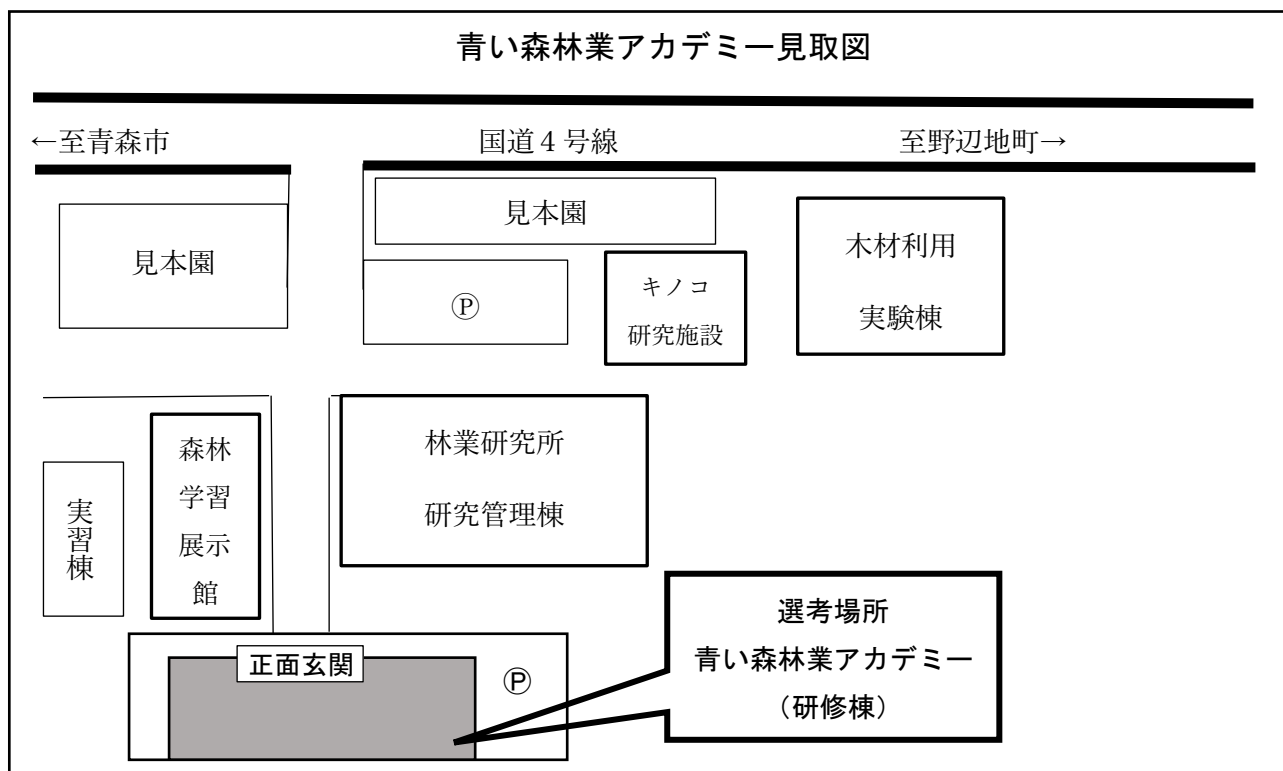 青い森林業アカデミー見取図
←至青森市
国道４号線
至野辺地町→
見本園
見本園
Ⓟ
キノコ
研究施設
木材利用
実験棟
実習棟
森林
学習
展示
館
林業研究所
研究管理棟
正面玄関
Ⓟ
選考場所
青い森林業アカデミー
（研修棟）